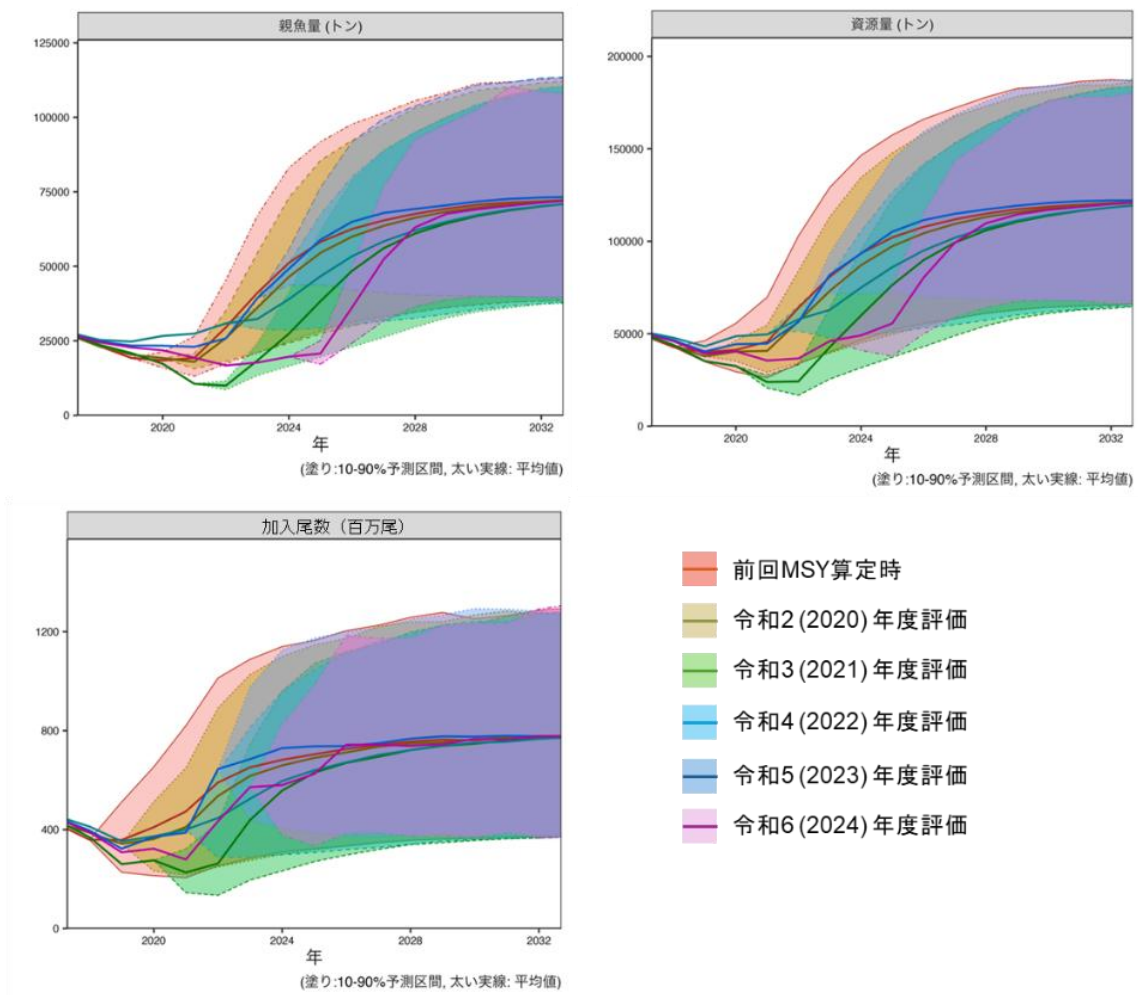 親魚量 (トン)
125000
100000
75000
50000
25000
0
2020
2024
2028
2032
年
(塗り:10-90%予測区間, 太い実線: 平均値)
資源量 (トン)
200000
150000
100000
50000
0
2020
2024
2028
2032
年
(塗り:10-90%予測区間, 太い実線: 平均値)
加入尾数（百万尾）
1200
800
400
0
2020
2024
2028
2032
年
(塗り:10-90%予測区間, 太い実線: 平均値)
前回MSY算定時
令和2 (2020) 年度評価
令和3 (2021) 年度評価
令和4 (2022) 年度評価
令和5 (2023) 年度評価
令和6 (2024) 年度評価